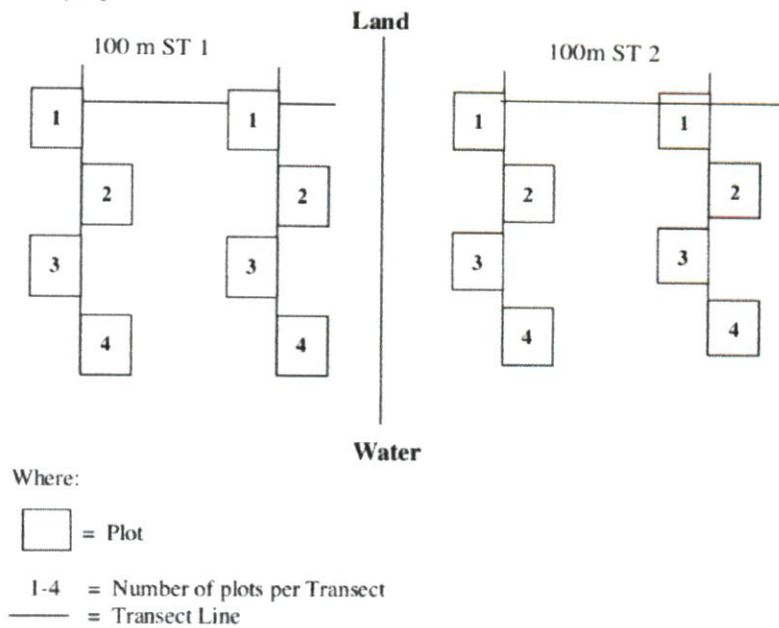 Land
100 m ST 1
100m ST 2
1 1 1 1
2 2 2 2
3 3 3 3
4 4 4 4
Water
Where:
= Plot
1-4 = Number of plots per Transect
= Transect Line